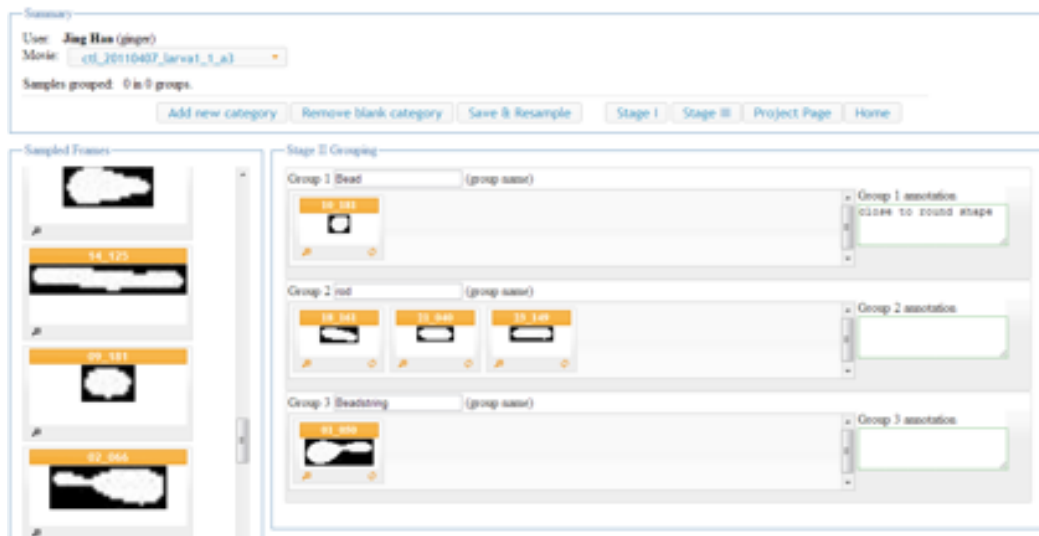 Summary
User: Jing Han (ginger)
Movie: ctl_20110407_larva1_1_a3
Samples grouped: 0 in 0 groups.
Add new category Remove blank category Save & Resample Stage I Stage III Project Page Home
Sampled Frames
14_125
09_181
02_066
Stage II Grouping
Group 1 Bead (group name)
Group 1 annotation
close to round shape
Group 2 rod (group name)
Group 2 annotation
Group 3 Beadstring (group name)
Group 3 annotation